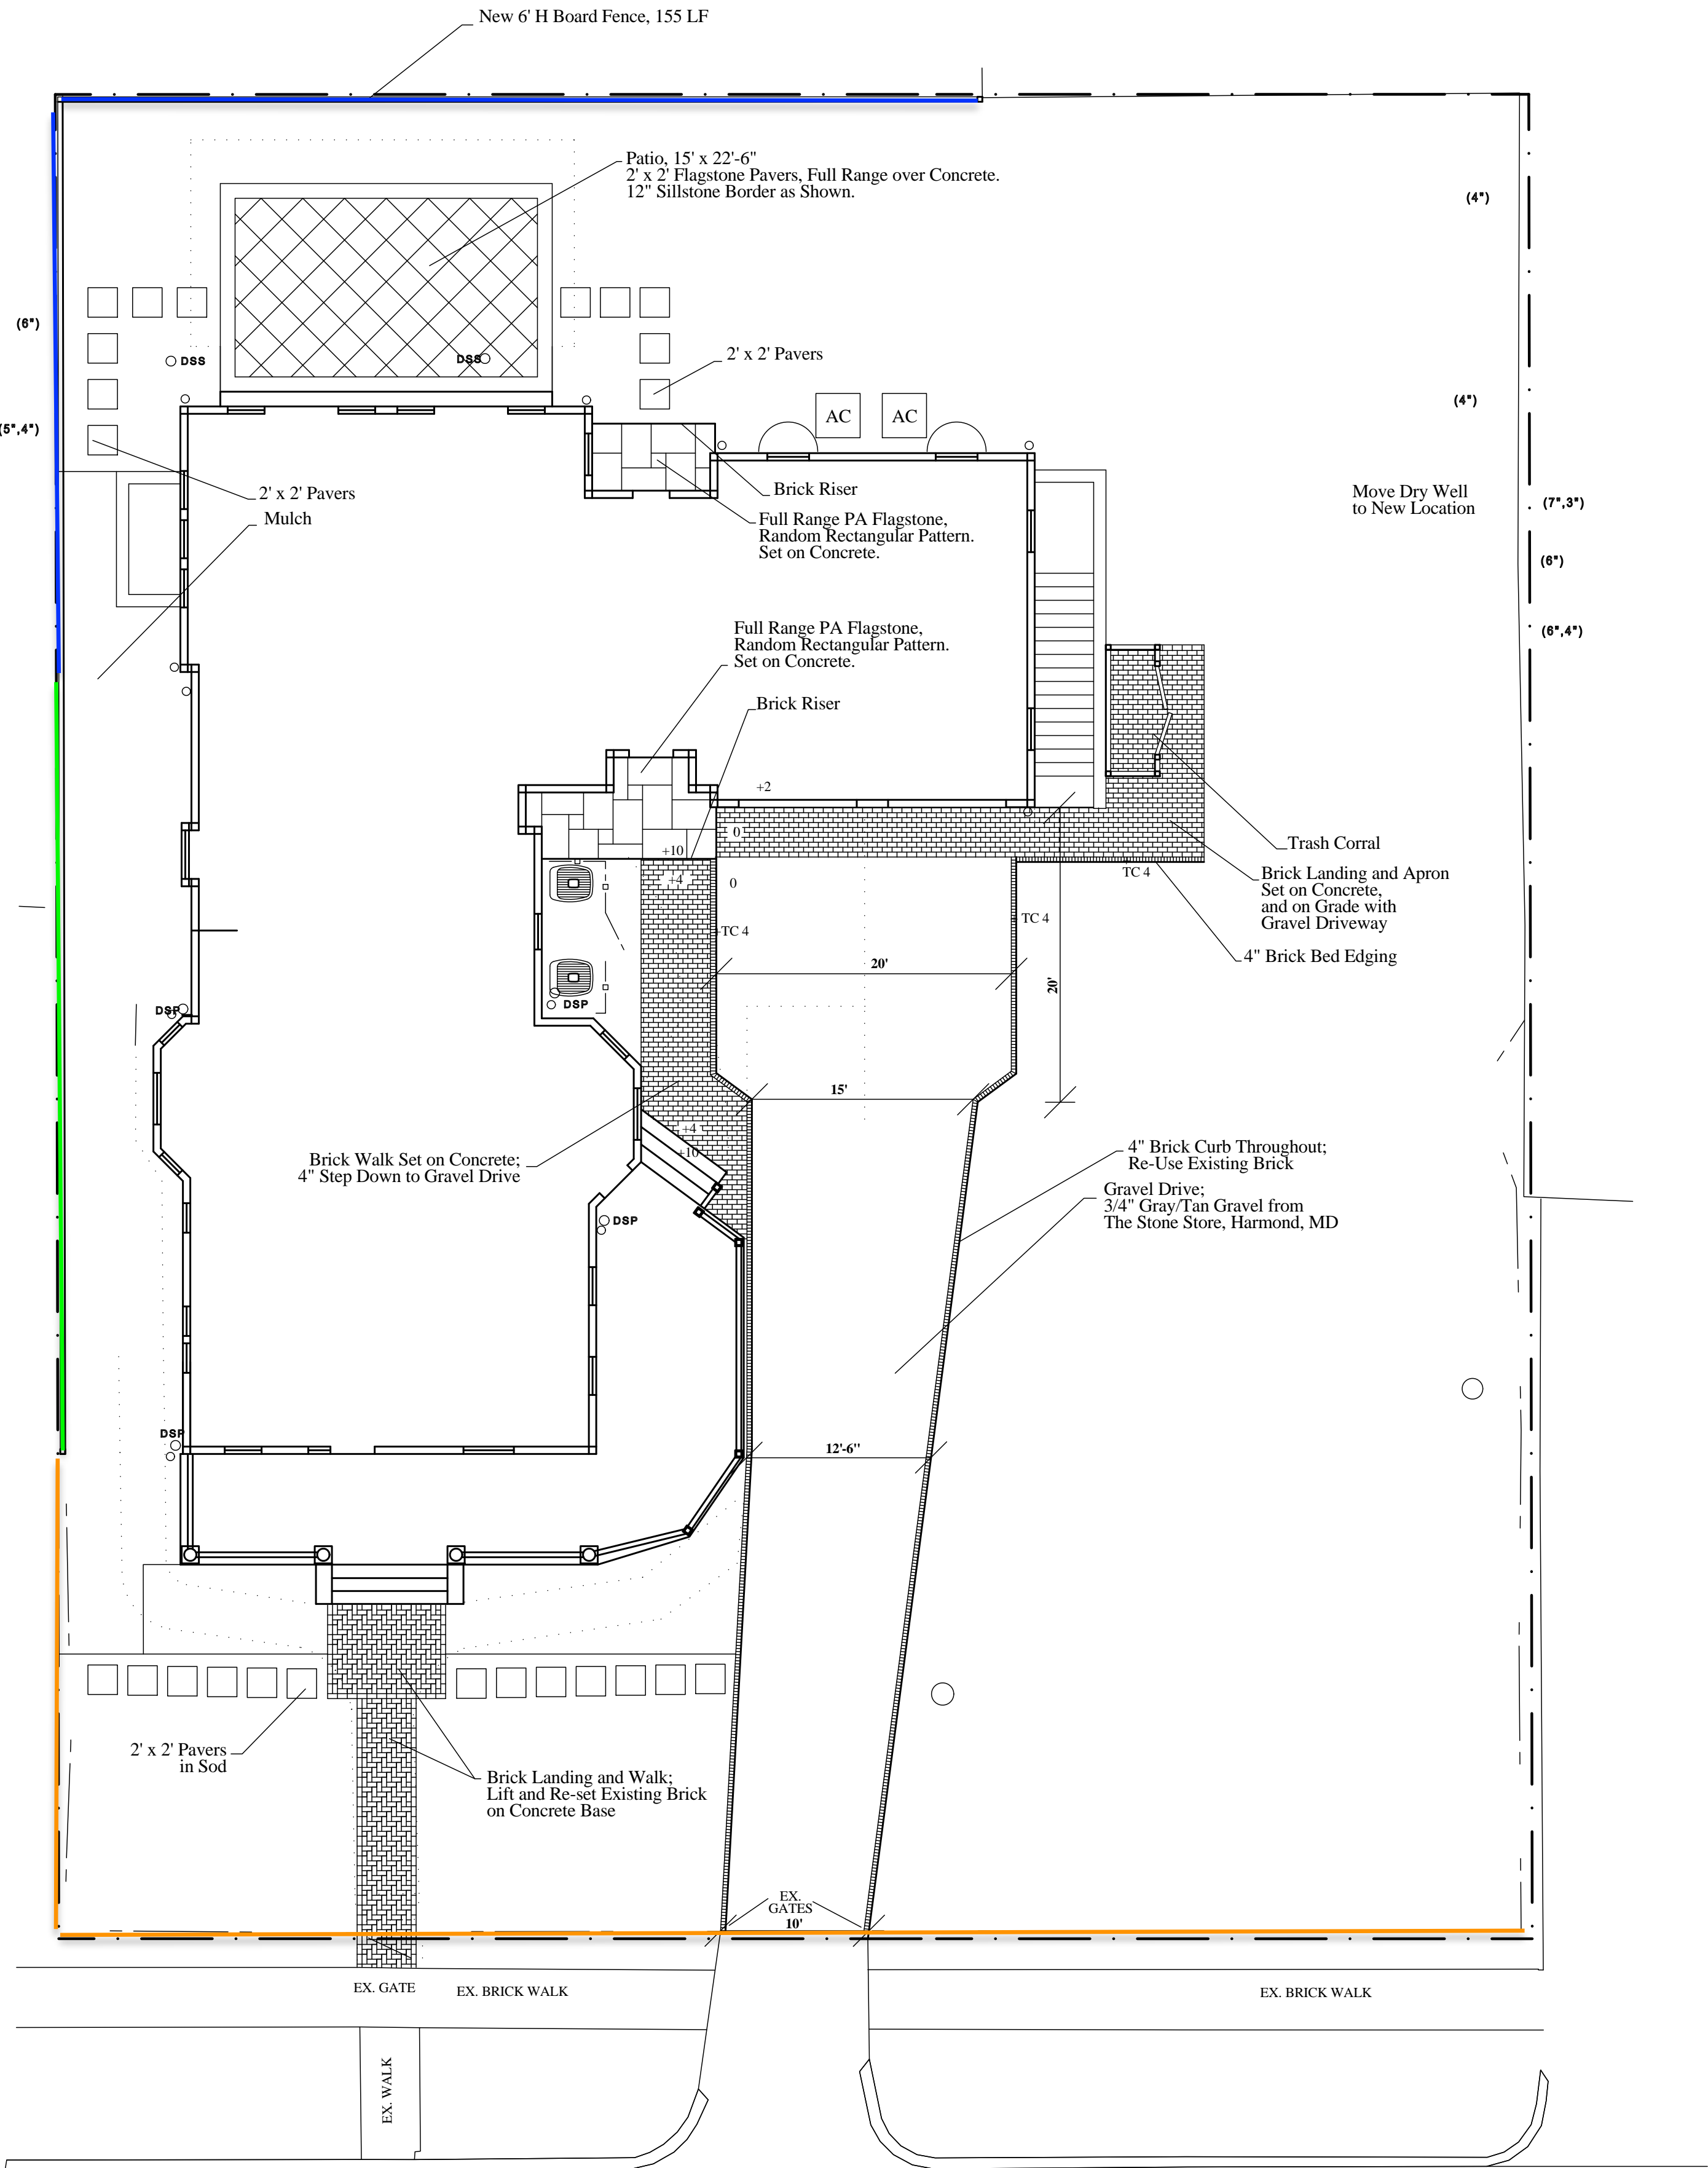 New 6' H Board Fence, 155 LF
Patio, 15' x 22'-6"
2' x 2' Flagstone Pavers, Full Range over Concrete.
12" Sillstone Border as Shown.
(4")
(6")
DSS
DSS
2' x 2' Pavers
(4")
AC
AC
(5",4")
2' x 2' Pavers
Mulch
Brick Riser
Full Range PA Flagstone,
Random Rectangular Pattern.
Set on Concrete.
Move Dry Well
to New Location
(7",3")
(6")
(6",4")
Full Range PA Flagstone,
Random Rectangular Pattern.
Set on Concrete.
Brick Riser
+2
0
+10
+4
0
Trash Corral
TC 4
Brick Landing and Apron
Set on Concrete,
and on Grade with
Gravel Driveway
TC 4
TC 4
4" Brick Bed Edging
20'
20'
DSP
DSP
15'
+4
+10
Brick Walk Set on Concrete;
4" Step Down to Gravel Drive
4" Brick Curb Throughout;
Re-Use Existing Brick
Gravel Drive;
3/4" Gray/Tan Gravel from
The Stone Store, Harmond, MD
DSP
DSP
12'-6"
2' x 2' Pavers
in Sod
Brick Landing and Walk;
Lift and Re-set Existing Brick
on Concrete Base
EX.
GATES
10'
EX. GATE
EX. BRICK WALK
EX. BRICK WALK
EX. WALK